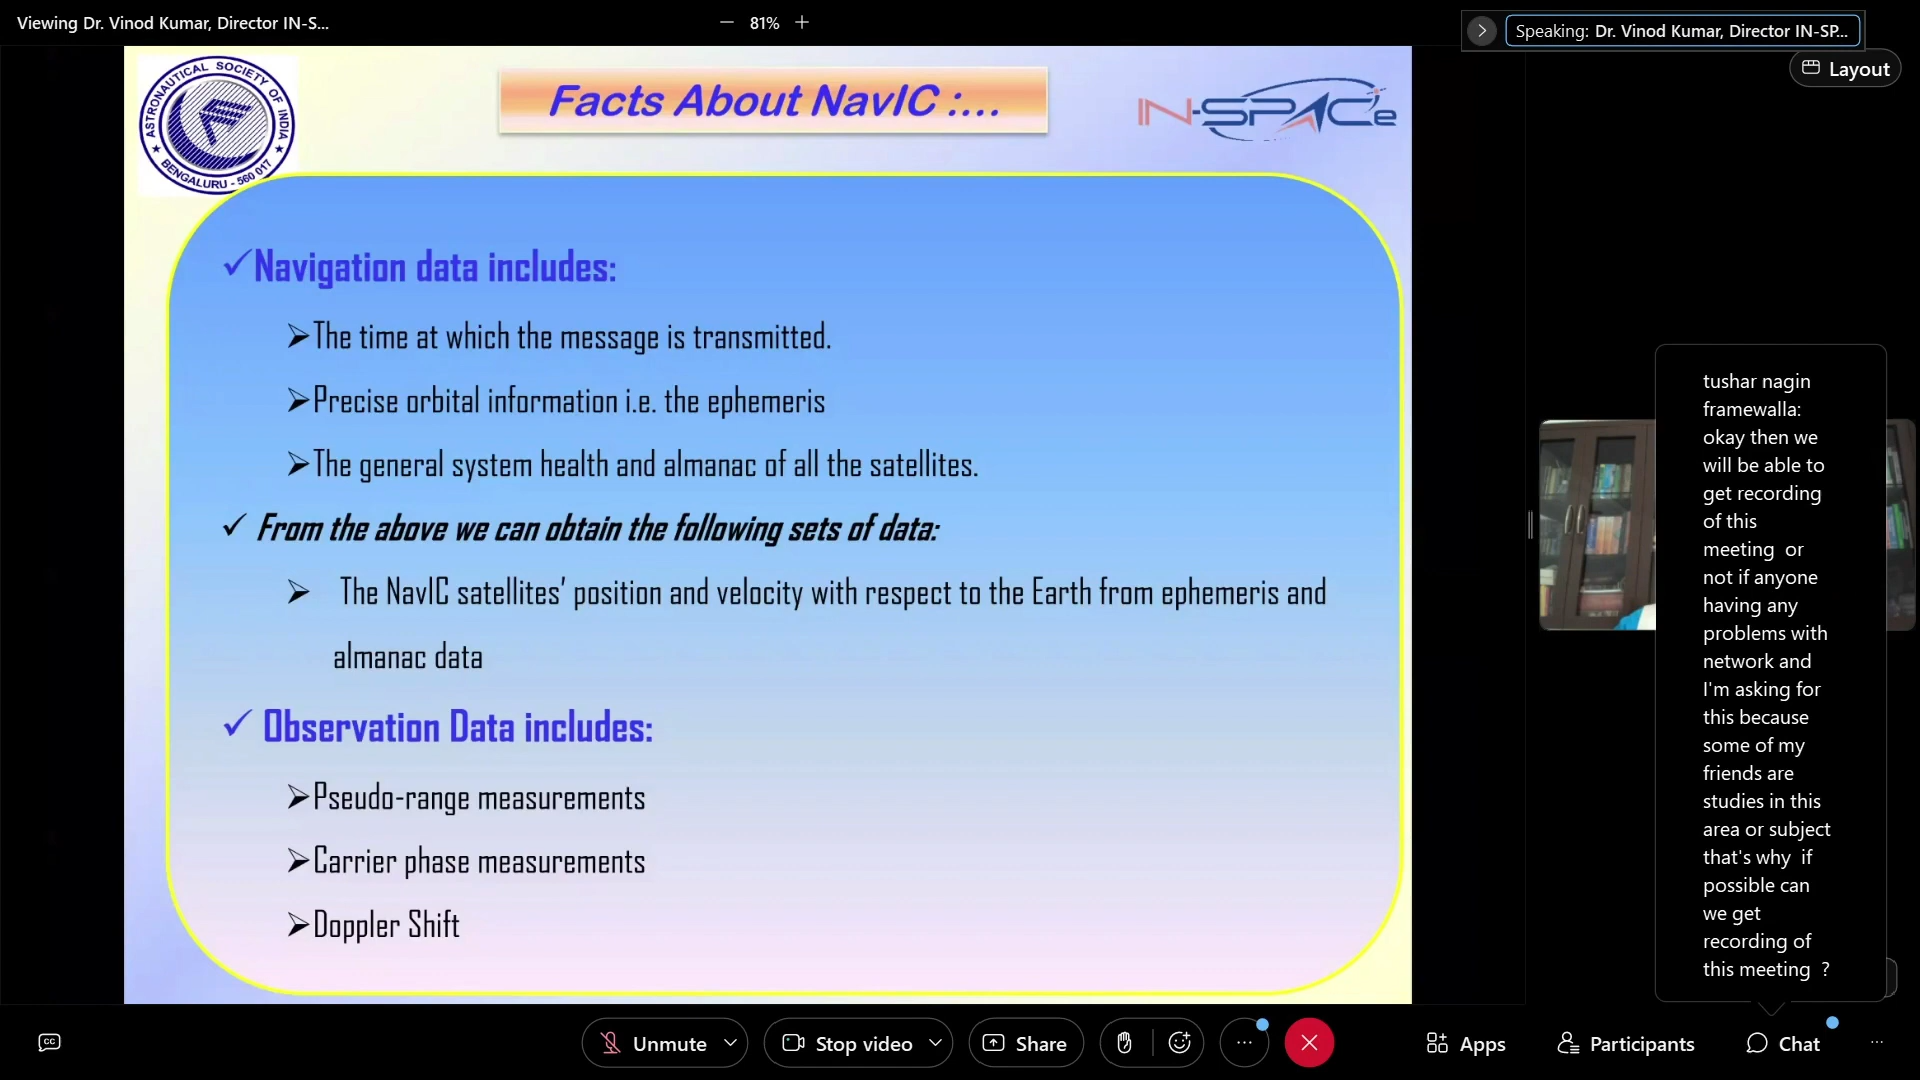 Viewing Dr. Vinod Kumar, Director IN-S...
81%
Speaking: Dr. Vinod Kumar, Director IN-SP...
Layout
ASTRONAUTICAL SOCIETY OF INDIA
BENGALURU - 560 017
Facts About NavIC :...
IN-SPACe
Navigation data includes:
The time at which the message is transmitted.
Precise orbital information i.e. the ephemeris
The general system health and almanac of all the satellites.
From the above we can obtain the following sets of data:
The NavIC satellites’ position and velocity with respect to the Earth from ephemeris and
almanac data
Observation Data includes:
Pseudo-range measurements
Carrier phase measurements
Doppler Shift
tushar nagin
framewalla:
okay then we
will be able to
get recording
of this
meeting or
not if anyone
having any
problems with
network and
I'm asking for
this because
some of my
friends are
studies in this
area or subject
that's why if
possible can
we get
recording of
this meeting ?
CC
Unmute
Stop video
Share
Apps
Participants
Chat